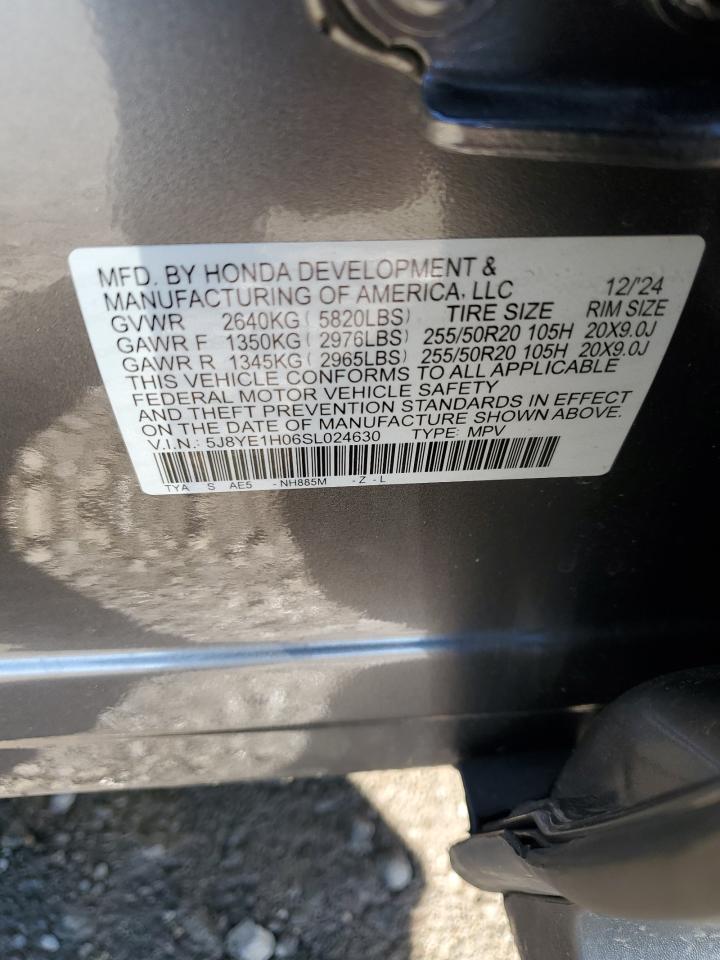 MFD. BY HONDA DEVELOPMENT &
MANUFACTURING OF AMERICA, LLC 12/'24
GVWR 2640KG ( 5820LBS) TIRE SIZE RIM SIZE
GAWR F 1350KG ( 2976LBS) 255/50R20 105H 20X9.0J
GAWR R 1345KG ( 2965LBS) 255/50R20 105H 20X9.0J
THIS VEHICLE CONFORMS TO ALL APPLICABLE
FEDERAL MOTOR VEHICLE SAFETY
AND THEFT PREVENTION STANDARDS IN EFFECT
ON THE DATE OF MANUFACTURE SHOWN ABOVE.
V.I.N.: 5J8YE1H06SL024630 TYPE: MPV
TYA S AE5 - NH885M - Z - L